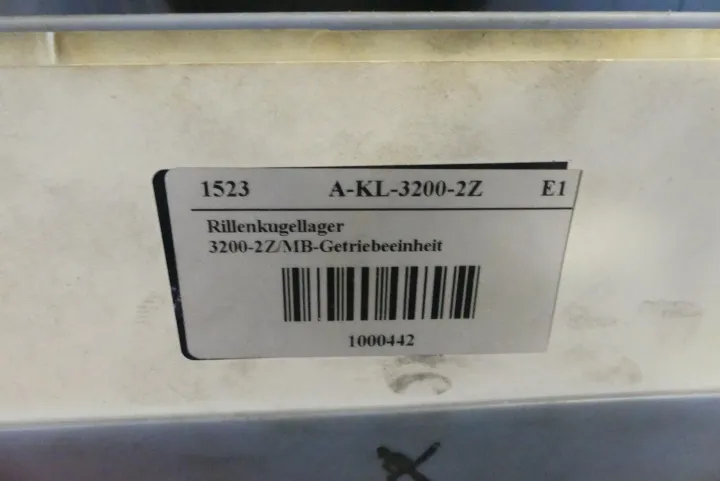 1523 A-KL-3200-2Z E1
Rillenkugellager
3200-2Z/MB-Getriebeeinheit
1000442